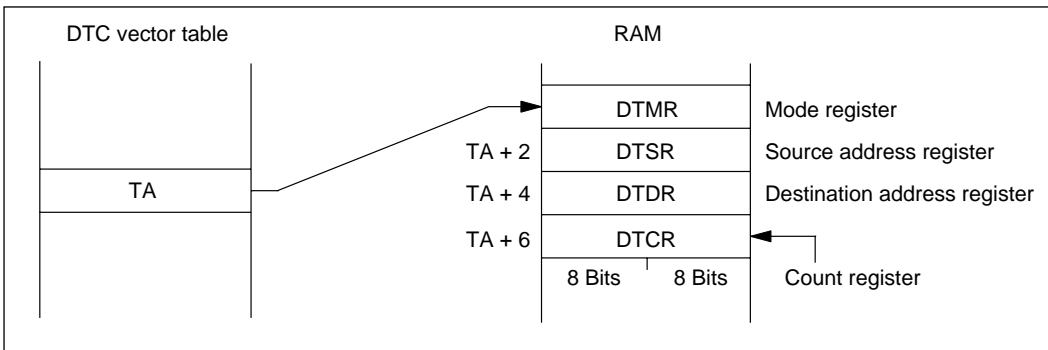 DTC vector table
RAM
DTMR
Mode register
TA + 2
DTSR
Source address register
TA
TA + 4
DTDR
Destination address register
TA + 6
DTCR
8 Bits
8 Bits
Count register